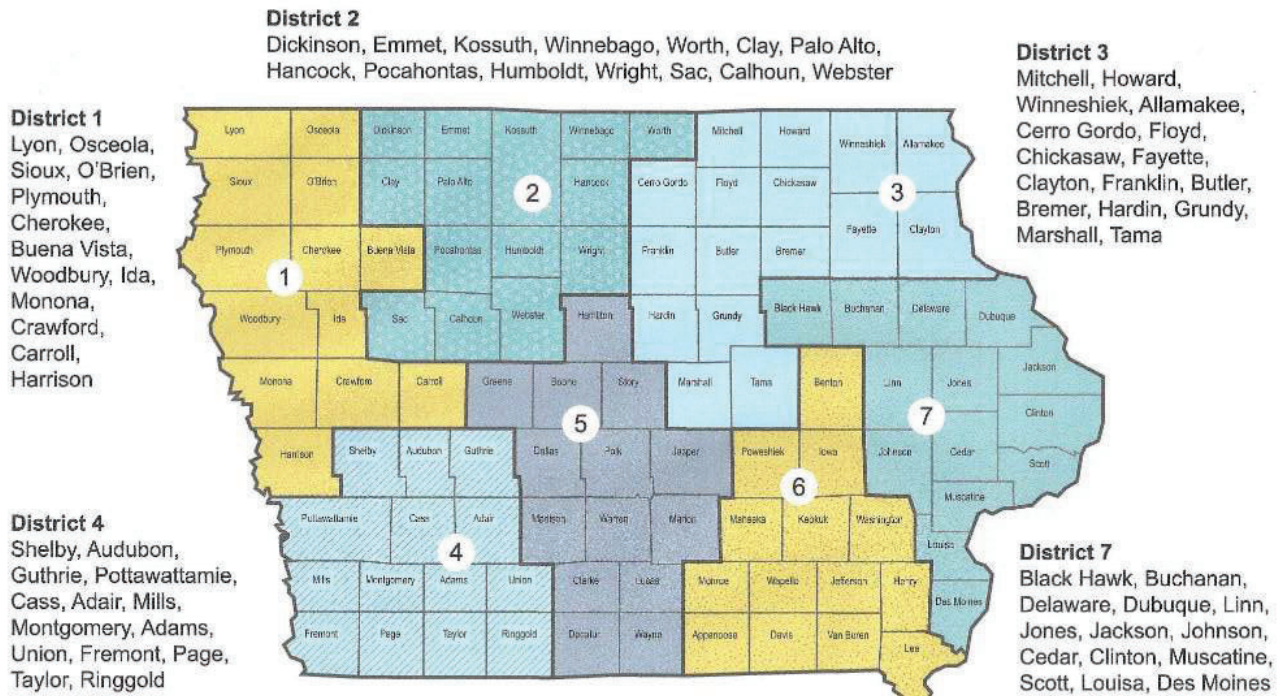 District 2
Dickinson, Emmet, Kossuth, Winnebago, Worth, Clay, Palo Alto,
Hancock, Pocahontas, Humboldt, Wright, Sac, Calhoun, Webster
District 3
Mitchell, Howard,
Winneshiek, Allamakee,
Cerro Gordo, Floyd,
Chickasaw, Fayette,
Clayton, Franklin, Butler,
Bremer, Hardin, Grundy,
Marshall, Tama
District 1
Lyon, Osceola,
Sioux, O'Brien,
Plymouth,
Cherokee,
Buena Vista,
Woodbury, Ida,
Monona,
Crawford,
Carroll,
Harrison
Lyon Osceola Dickinson Emmet Kossuth Winnebago Worth Mitchell Howard Winneshiek Allamakee
Sioux O'Brien Clay Palo Alto Hancock Cerro Gordo Floyd Chickasaw
2
3
Plymouth Cherokee Buena Vista Pocahontas Humboldt Wright Franklin Butler Bremer Fayette Clayton
1
Woodbury Ida Sac Calhoun Webster Hamilton Hardin Grundy Black Hawk Buchanan Delaware Dubuque
Monona Crawford Carroll Greene Boone Story Marshall Tama Benton Linn Jones Jackson
Clinton
5
7
Harrison Shelby Audubon Guthrie Dallas Polk Jasper Poweshiek Iowa Johnson Cedar Scott
6
Muscatine
Pottawattamie Cass Adair Madison Warren Marion Mahaska Keokuk Washington
4
Louisa
Mills Montgomery Adams Union Clarke Lucas Monroe Wapello Jefferson Henry Des Moines
Fremont Page Taylor Ringgold Decatur Wayne Appanoose Davis Van Buren Lee
District 4
Shelby, Audubon,
Guthrie, Pottawattamie,
Cass, Adair, Mills,
Montgomery, Adams,
Union, Fremont, Page,
Taylor, Ringgold
District 7
Black Hawk, Buchanan,
Delaware, Dubuque, Linn,
Jones, Jackson, Johnson,
Cedar, Clinton, Muscatine,
Scott, Louisa, Des Moines